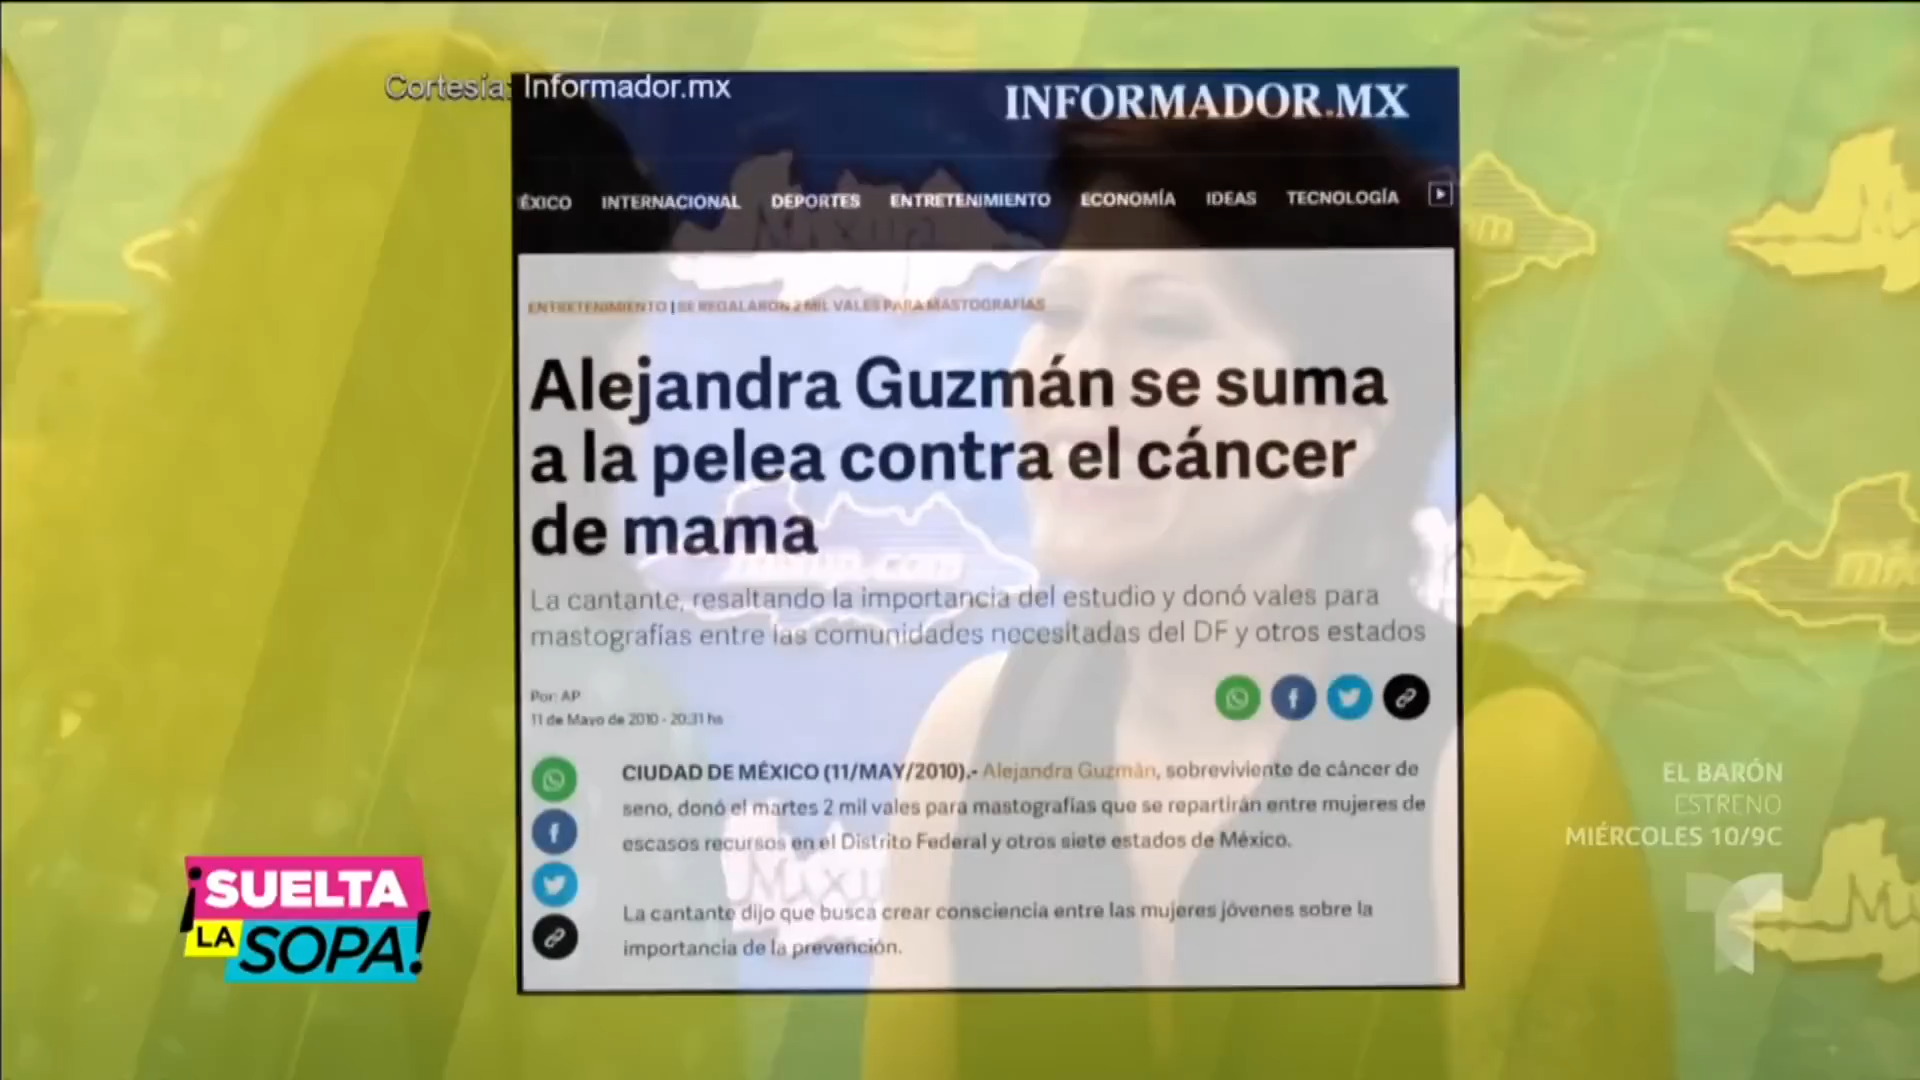 Cortesía: Informador.mx
INFORMADOR.MX
ÉXICO INTERNACIONAL DEPORTES ENTRETENIMIENTO ECONOMÍA IDEAS TECNOLOGÍA
ENTRETENIMIENTO | SE REGALARON 2 MIL VALES PARA MASTOGRAFÍAS
Alejandra Guzmán se suma
a la pelea contra el cáncer
de mama
La cantante, resaltando la importancia del estudio y donó vales para
mastografías entre las comunidades necesitadas del DF y otros estados
Por: AP
11 de Mayo de 2010 - 20:31 hs
CIUDAD DE MÉXICO (11/MAY/2010).- Alejandra Guzmán, sobreviviente de cáncer de
seno, donó el martes 2 mil vales para mastografías que se repartirán entre mujeres de
escasos recursos en el Distrito Federal y otros siete estados de México.
La cantante dijo que busca crear consciencia entre las mujeres jóvenes sobre la
importancia de la prevención.
EL BARÓN
ESTRENO
MIÉRCOLES 10/9C
¡SUELTA
LA SOPA!